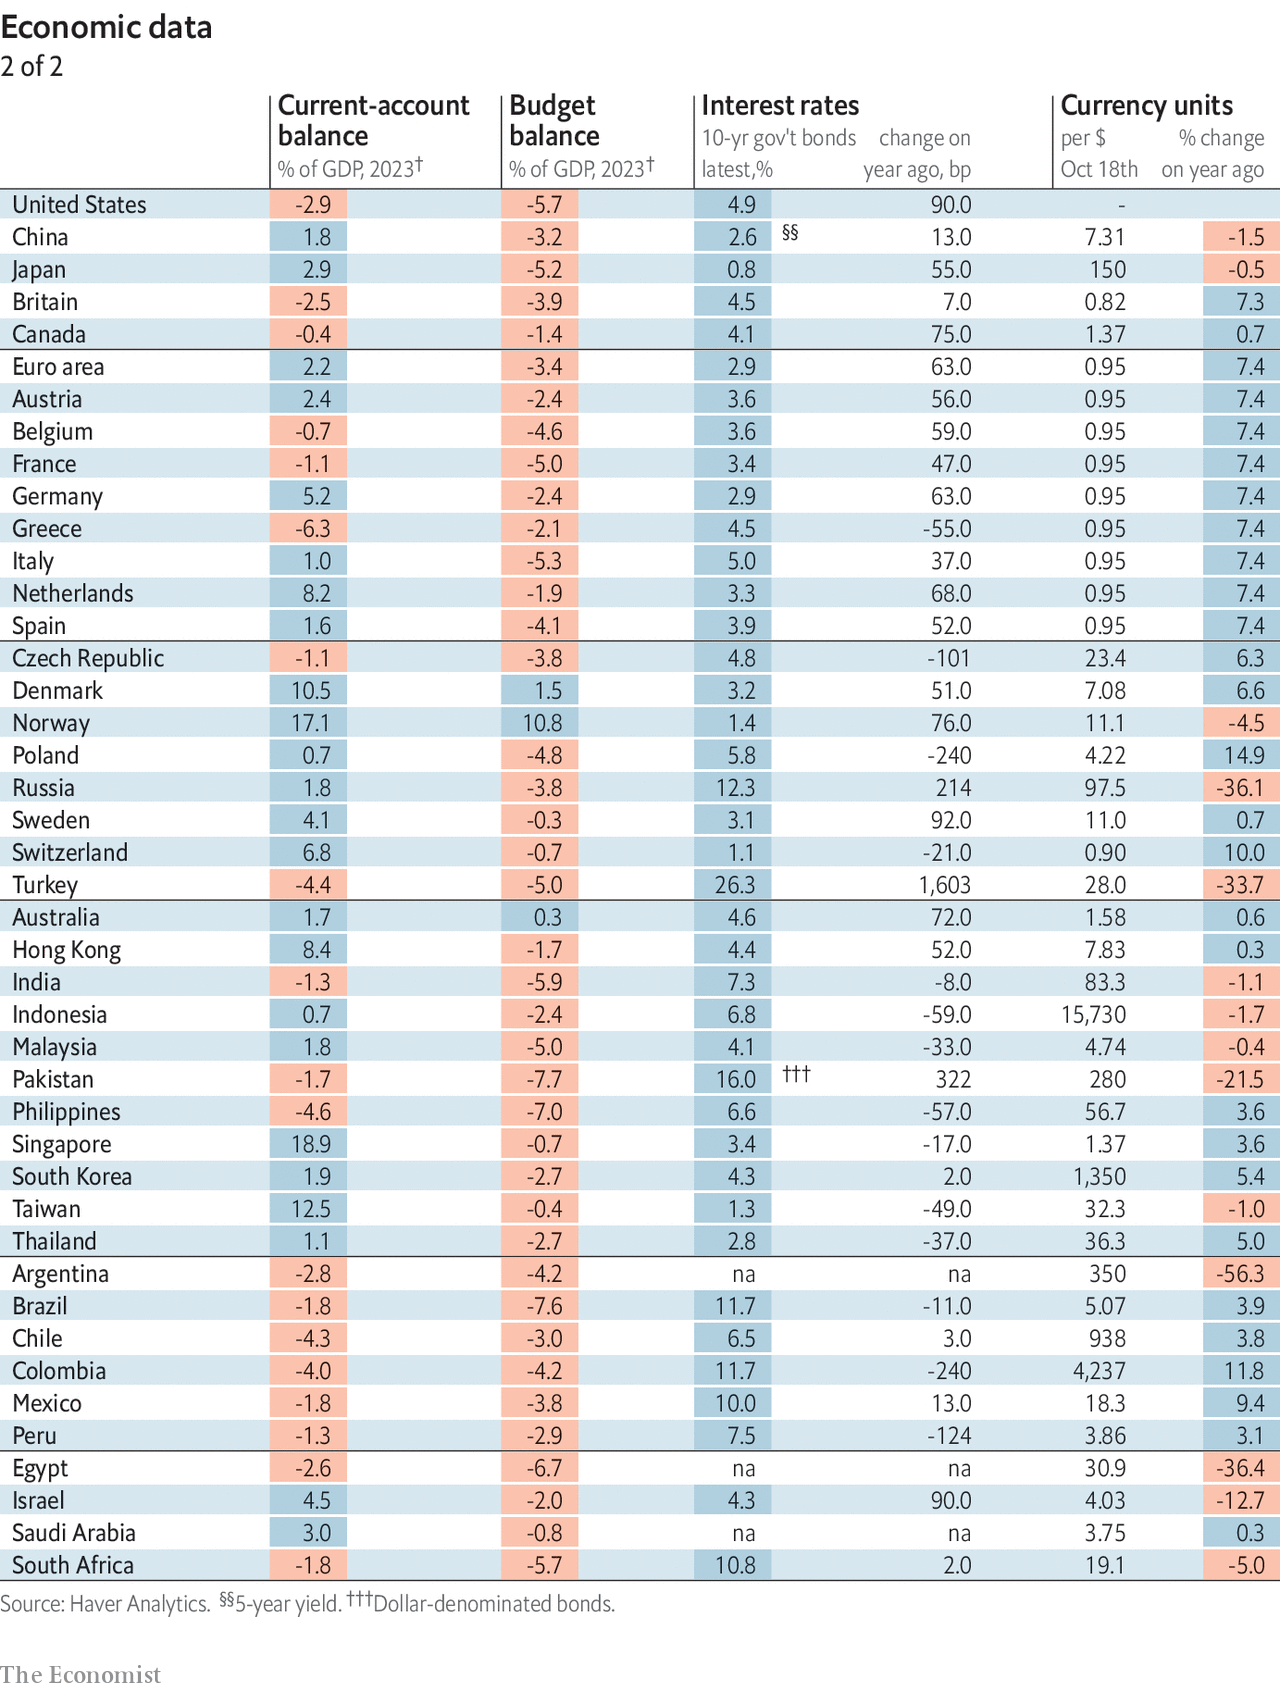 Economic data
2 of 2
Current-account balance % of GDP, 2023† Budget balance % of GDP, 2023† Interest rates 10-yr gov't bonds latest,% change on year ago, bp Currency units per $ Oct 18th % change on year ago
United States -2.9 -5.7 4.9 90.0 -
China 1.8 -3.2 2.6 §§ 13.0 7.31 -1.5
Japan 2.9 -5.2 0.8 55.0 150 -0.5
Britain -2.5 -3.9 4.5 7.0 0.82 7.3
Canada -0.4 -1.4 4.1 75.0 1.37 0.7
Euro area 2.2 -3.4 2.9 63.0 0.95 7.4
Austria 2.4 -2.4 3.6 56.0 0.95 7.4
Belgium -0.7 -4.6 3.6 59.0 0.95 7.4
France -1.1 -5.0 3.4 47.0 0.95 7.4
Germany 5.2 -2.4 2.9 63.0 0.95 7.4
Greece -6.3 -2.1 4.5 -55.0 0.95 7.4
Italy 1.0 -5.3 5.0 37.0 0.95 7.4
Netherlands 8.2 -1.9 3.3 68.0 0.95 7.4
Spain 1.6 -4.1 3.9 52.0 0.95 7.4
Czech Republic -1.1 -3.8 4.8 -101 23.4 6.3
Denmark 10.5 1.5 3.2 51.0 7.08 6.6
Norway 17.1 10.8 1.4 76.0 11.1 -4.5
Poland 0.7 -4.8 5.8 -240 4.22 14.9
Russia 1.8 -3.8 12.3 214 97.5 -36.1
Sweden 4.1 -0.3 3.1 92.0 11.0 0.7
Switzerland 6.8 -0.7 1.1 -21.0 0.90 10.0
Turkey -4.4 -5.0 26.3 1,603 28.0 -33.7
Australia 1.7 0.3 4.6 72.0 1.58 0.6
Hong Kong 8.4 -1.7 4.4 52.0 7.83 0.3
India -1.3 -5.9 7.3 -8.0 83.3 -1.1
Indonesia 0.7 -2.4 6.8 -59.0 15,730 -1.7
Malaysia 1.8 -5.0 4.1 -33.0 4.74 -0.4
Pakistan -1.7 -7.7 16.0 ††† 322 280 -21.5
Philippines -4.6 -7.0 6.6 -57.0 56.7 3.6
Singapore 18.9 -0.7 3.4 -17.0 1.37 3.6
South Korea 1.9 -2.7 4.3 2.0 1,350 5.4
Taiwan 12.5 -0.4 1.3 -49.0 32.3 -1.0
Thailand 1.1 -2.7 2.8 -37.0 36.3 5.0
Argentina -2.8 -4.2 na na 350 -56.3
Brazil -1.8 -7.6 11.7 -11.0 5.07 3.9
Chile -4.3 -3.0 6.5 3.0 938 3.8
Colombia -4.0 -4.2 11.7 -240 4,237 11.8
Mexico -1.8 -3.8 10.0 13.0 18.3 9.4
Peru -1.3 -2.9 7.5 -124 3.86 3.1
Egypt -2.6 -6.7 na na 30.9 -36.4
Israel 4.5 -2.0 4.3 90.0 4.03 -12.7
Saudi Arabia 3.0 -0.8 na na 3.75 0.3
South Africa -1.8 -5.7 10.8 2.0 19.1 -5.0
Source: Haver Analytics. §§5-year yield. †††Dollar-denominated bonds.
The Economist